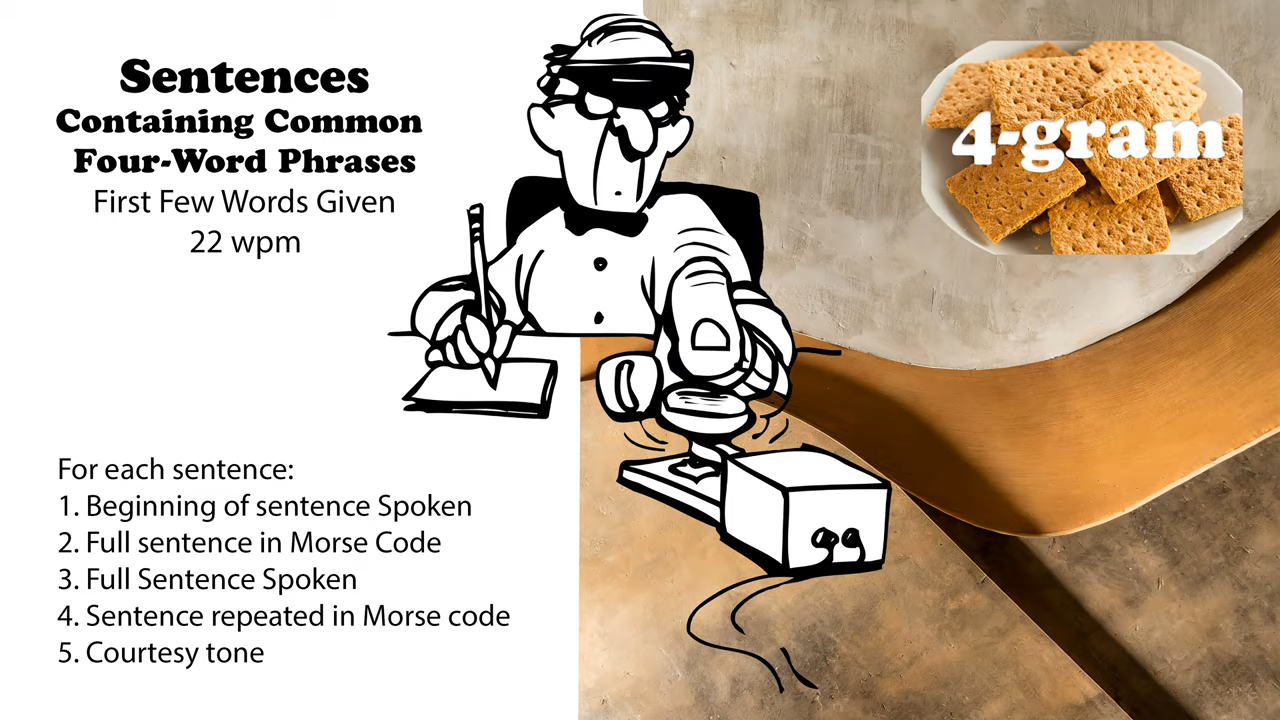 Sentences
Containing Common
Four-Word Phrases
First Few Words Given
22 wpm
4-gram
For each sentence:
1. Beginning of sentence Spoken
2. Full sentence in Morse Code
3. Full Sentence Spoken
4. Sentence repeated in Morse code
5. Courtesy tone